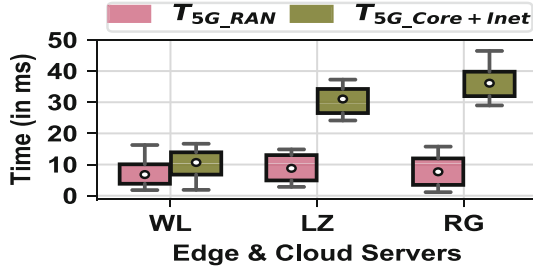 T5G_RAN T5G_Core+Inet
50
40
30
20
10
0
Time (in ms)
WL LZ RG
Edge & Cloud Servers